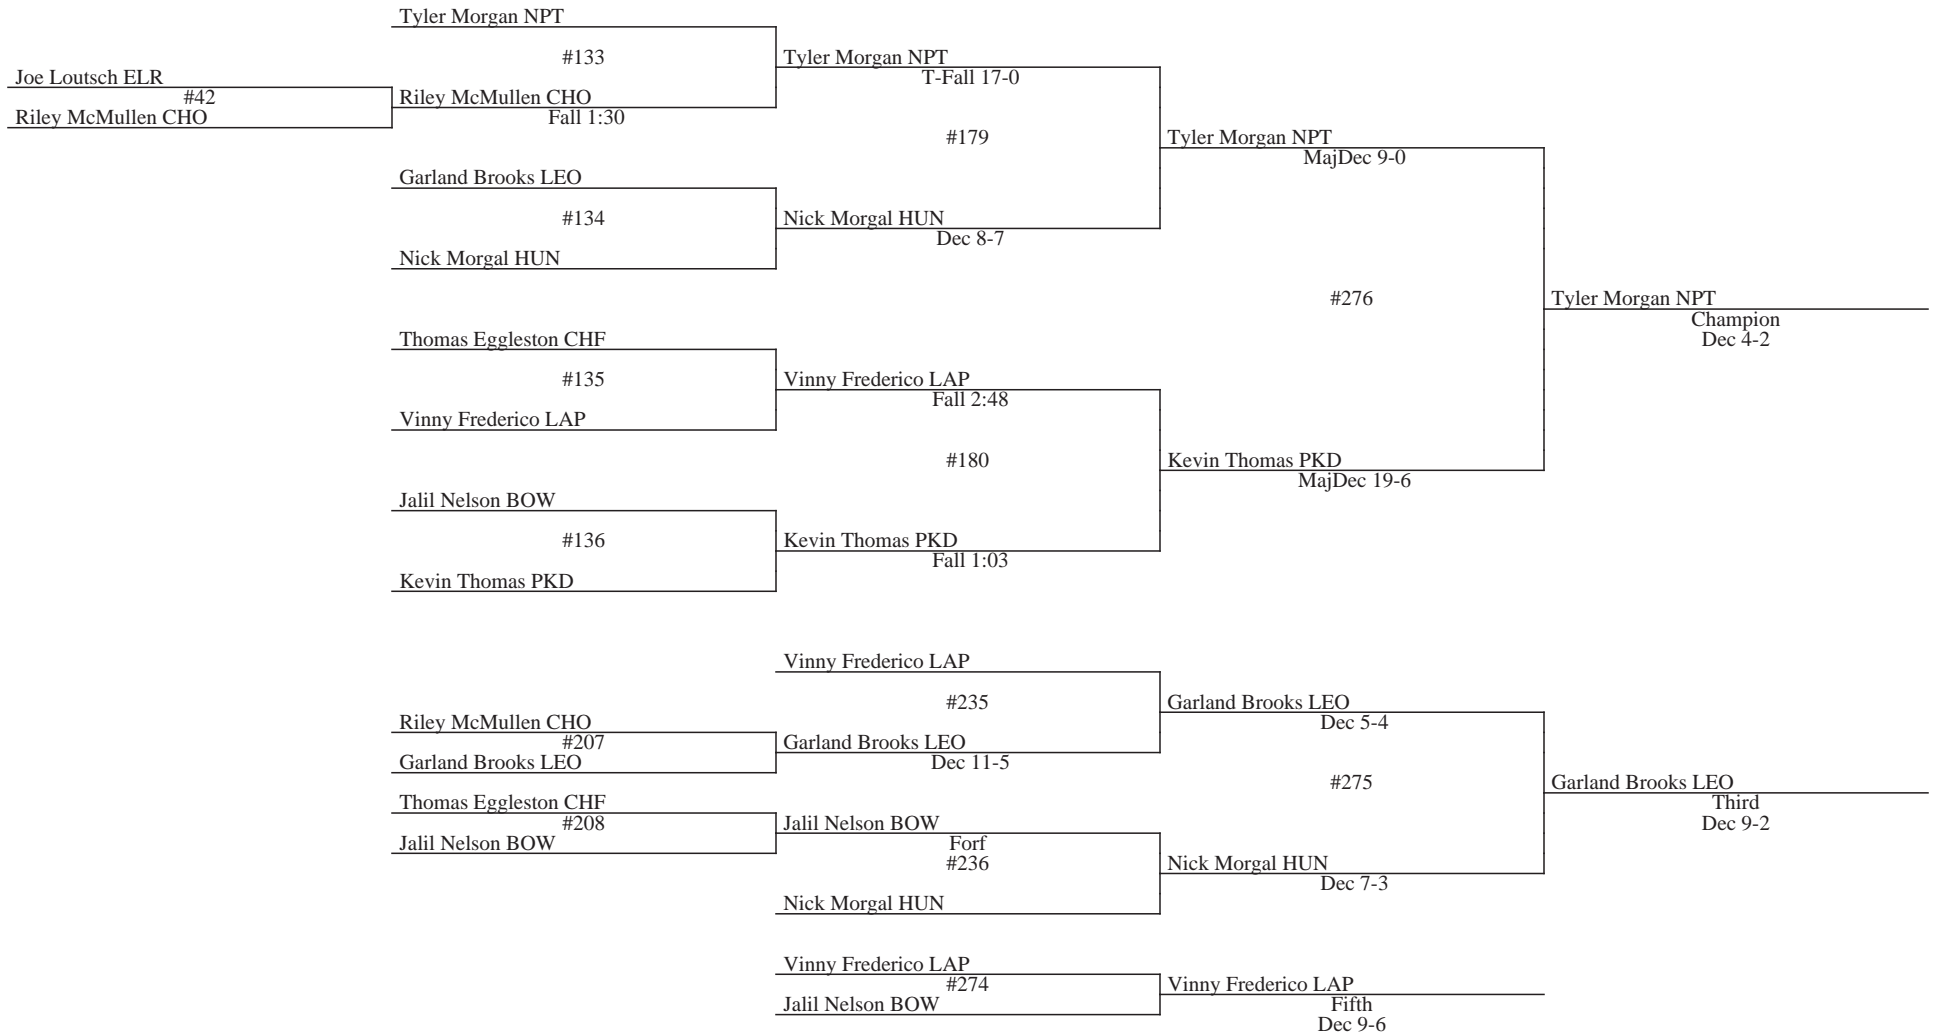 Tyler Morgan NPT
#133
Tyler Morgan NPT
T-Fall 17-0
Joe Loutsch ELR
#42
Riley McMullen CHO
Riley McMullen CHO
Fall 1:30
#179
Tyler Morgan NPT
MajDec 9-0
Garland Brooks LEO
#134
Nick Morgal HUN
Dec 8-7
Nick Morgal HUN
#276
Tyler Morgan NPT
Champion
Dec 4-2
Thomas Eggleston CHF
#135
Vinny Frederico LAP
Fall 2:48
Vinny Frederico LAP
#180
Kevin Thomas PKD
MajDec 19-6
Jalil Nelson BOW
#136
Kevin Thomas PKD
Fall 1:03
Kevin Thomas PKD
Vinny Frederico LAP
#235
Garland Brooks LEO
Dec 5-4
Riley McMullen CHO
#207
Garland Brooks LEO
Garland Brooks LEO
Dec 11-5
#275
Garland Brooks LEO
Third
Dec 9-2
Thomas Eggleston CHF
#208
Jalil Nelson BOW
Jalil Nelson BOW
Forf
#236
Nick Morgal HUN
Dec 7-3
Nick Morgal HUN
Vinny Frederico LAP
#274
Jalil Nelson BOW
Vinny Frederico LAP
Fifth
Dec 9-6